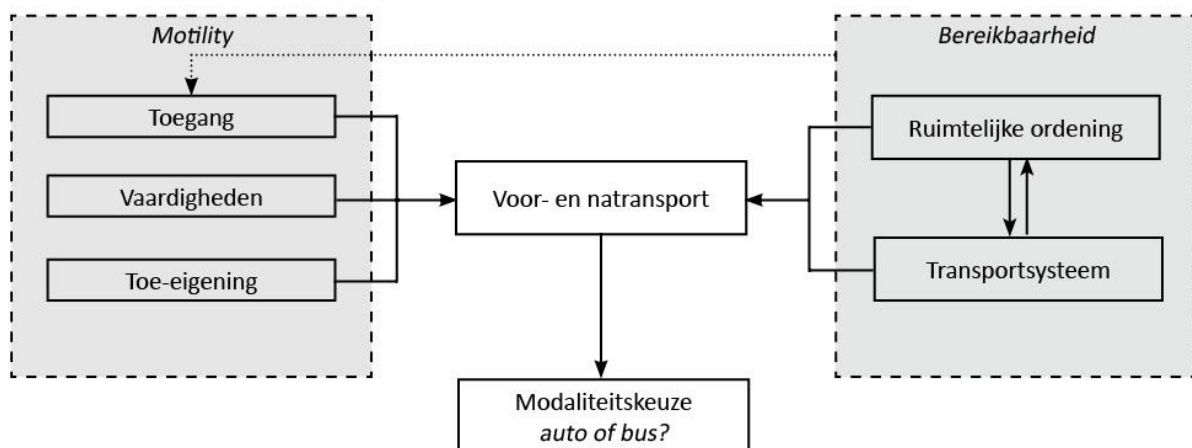 Motility
Toegang
Vaardigheden
Toe-eigening
Voor- en natransport
Modaliteitskeuze
auto of bus?
Bereikbaarheid
Ruimtelijke ordening
Transportsysteem